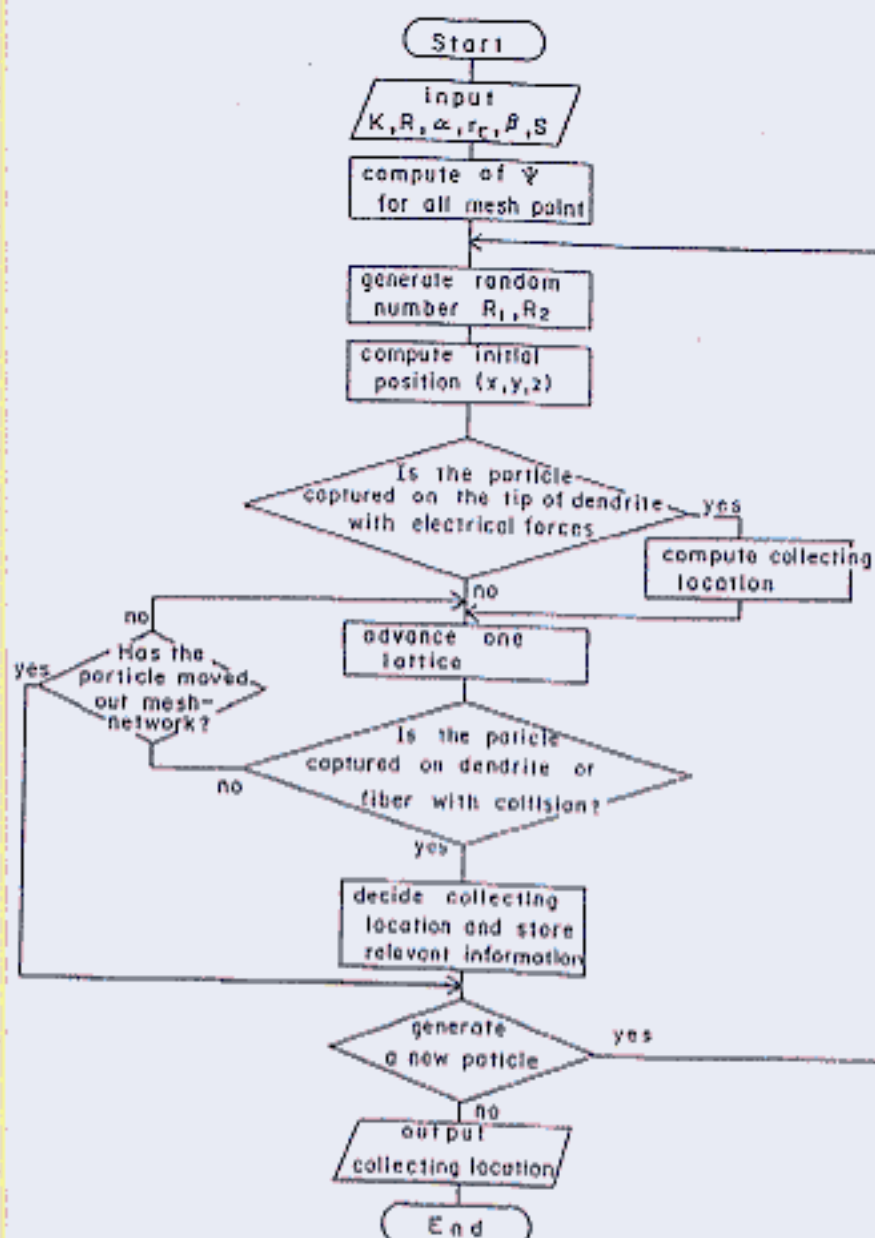 Start
input
K, R, α, r_c, β, S
compute of Ψ
for all mesh point
generate random
number R₁, R₂
compute initial
position (x,y,z)
Is the particle
captured on the tip of dendrite
with electrical forces
yes
compute collecting
location
no
advance one
lattice
no
Has the
particle moved
out mesh-
network?
yes
Is the paricle
captured on dendrite or
fiber with collision?
no
yes
decide collecting
location and store
relevant information
generate
a new paticle
yes
no
output
collecting location
End